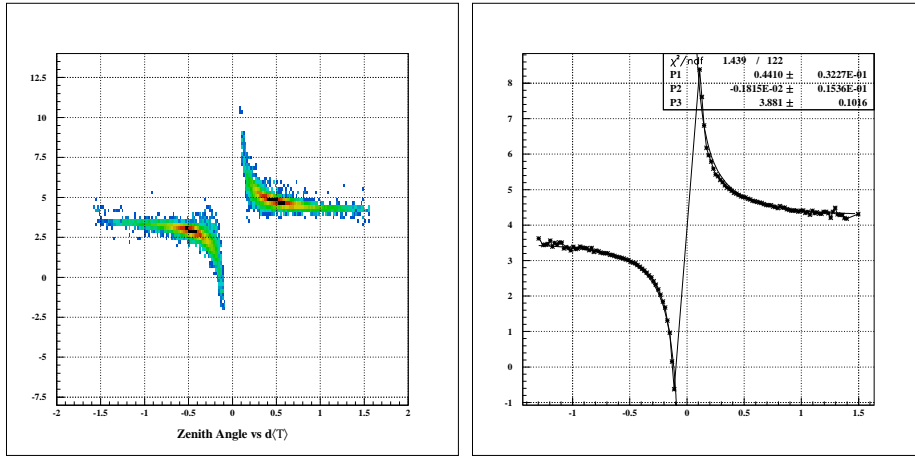 12.5
10
7.5
5
2.5
0
-2.5
-5
-7.5
-2 -1.5 -1 -0.5 0 0.5 1 1.5 2
Zenith Angle vs d⟨T⟩
χ²/ndf 1.439 / 122
P1 0.4410 ± 0.3227E-01
P2 -0.1815E-02 ± 0.1536E-01
P3 3.881 ± 0.1016
8
7
6
5
4
3
2
1
0
-1
-1 -0.5 0 0.5 1 1.5